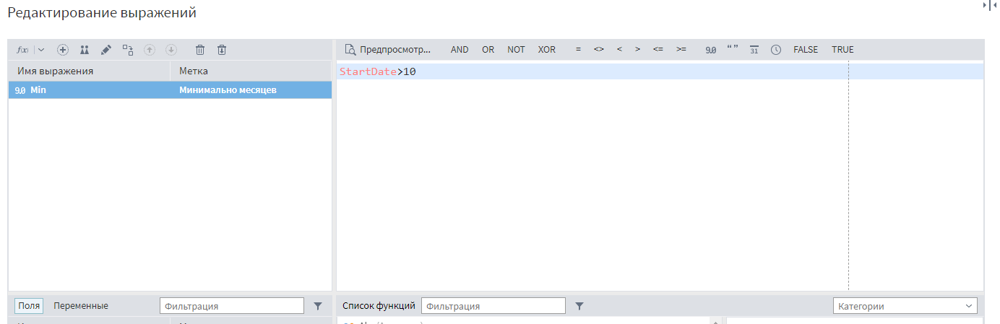 Редактирование выражений
f(x)
Предпросмотр... AND OR NOT XOR = <> < > <= >= 9.0 “ ” 31 FALSE TRUE
Имя выражения Метка
StartDate>10
9.0 Min Минимально месяцев
Поля Переменные Фильтрация
Список функций Фильтрация Категории